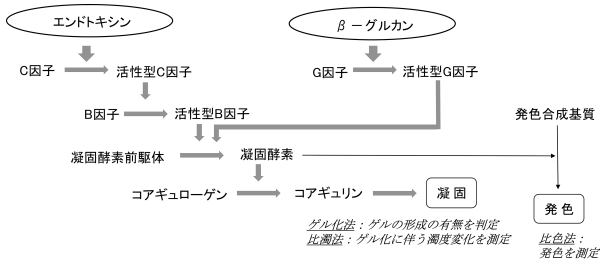 エンドトキシン
β－グルカン
C因子
活性型C因子
G因子
活性型G因子
B因子
活性型B因子
発色合成基質
凝固酵素前駆体
凝固酵素
コアギュローゲン
コアギュリン
凝固
発色
ゲル化法：ゲルの形成の有無を判定
比濁法：ゲル化に伴う濁度変化を測定
比色法：
発色を測定